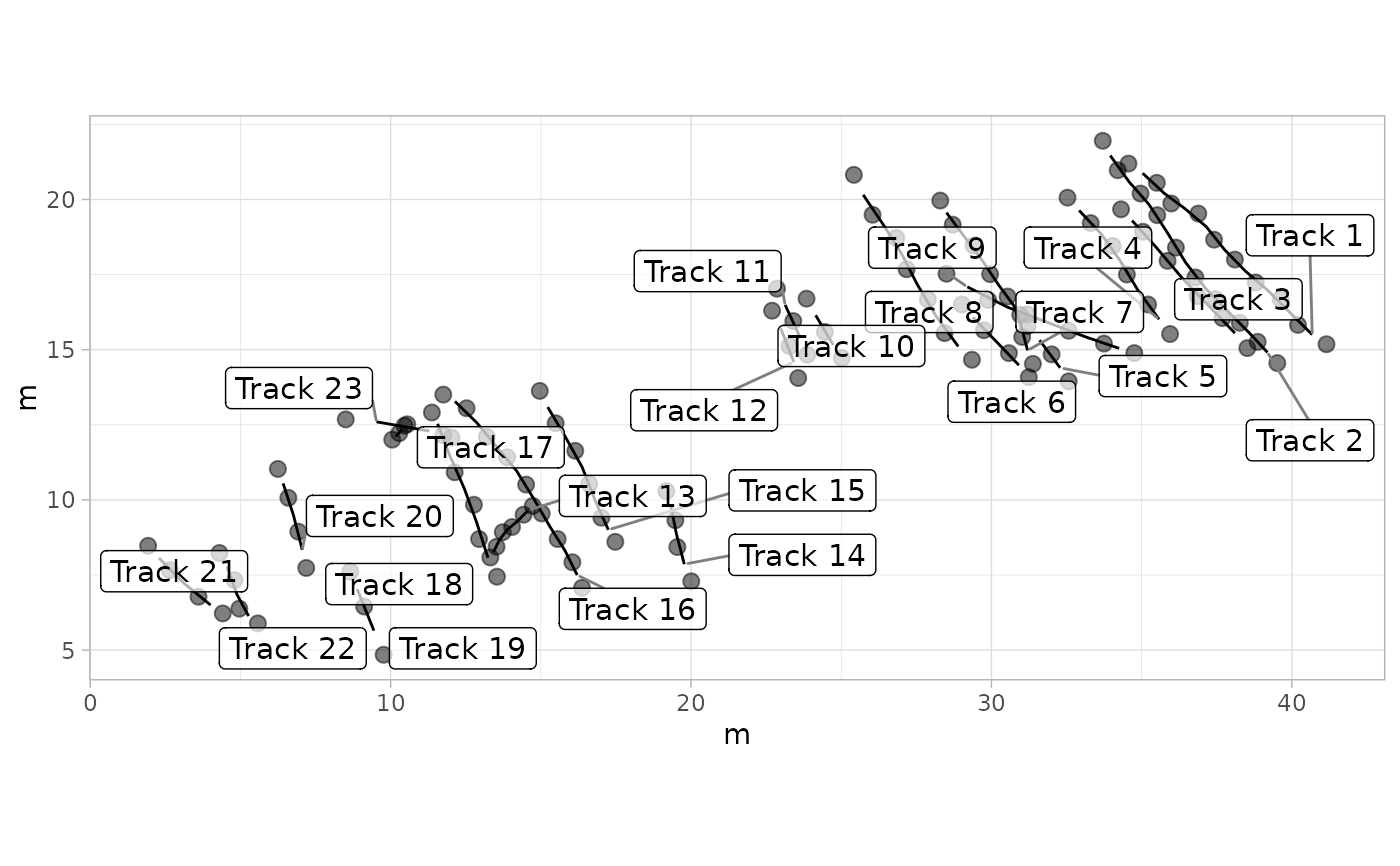 20
15
10
5
m
Track 1
Track 9
Track 4
Track 11
Track 3
Track 8
Track 7
Track 10
Track 5
Track 23
Track 6
Track 12
Track 2
Track 17
Track 13
Track 15
Track 20
Track 14
Track 21
Track 18
Track 16
Track 22
Track 19
0
10
20
30
40
m